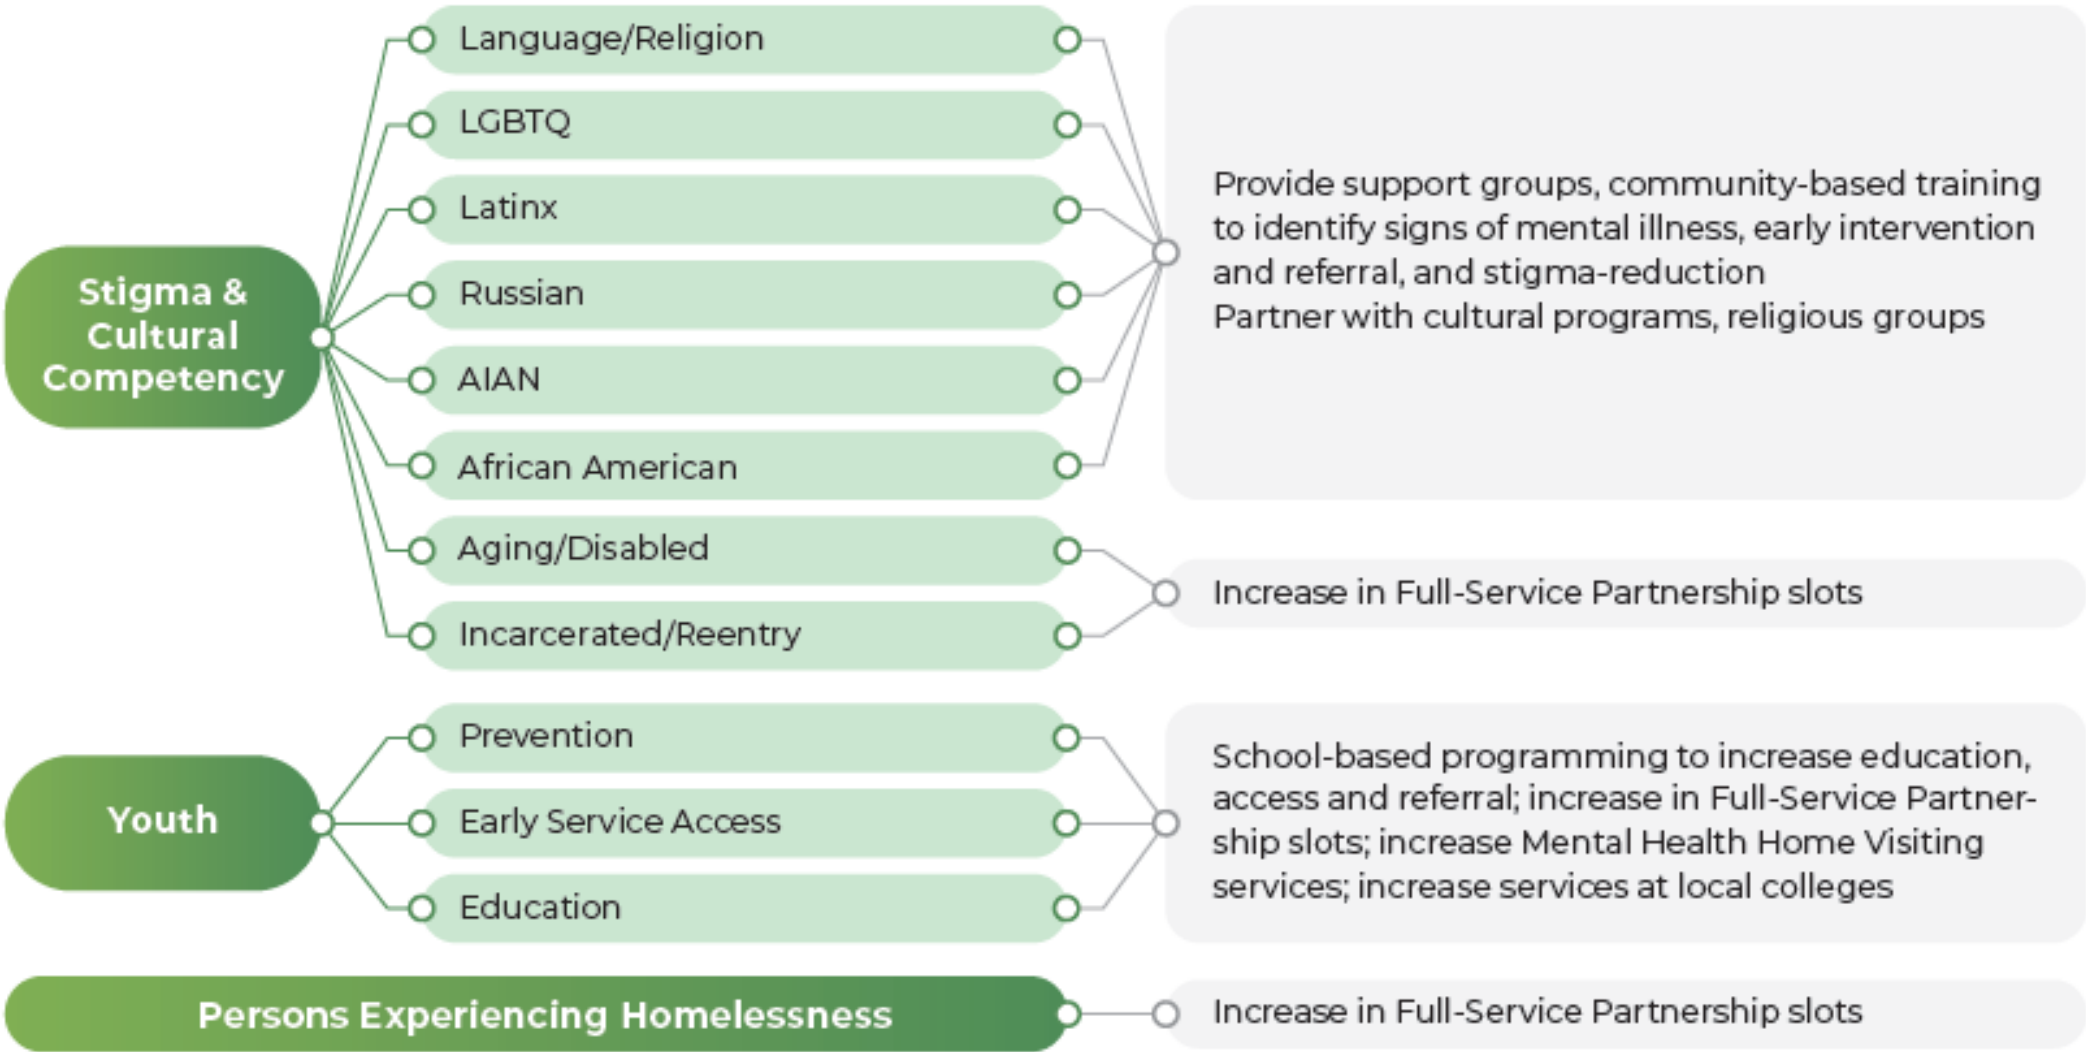 Stigma &
Cultural
Competency
Language/Religion
LGBTQ
Latinx
Russian
AIAN
African American
Aging/Disabled
Incarcerated/Reentry
Provide support groups, community-based training
to identify signs of mental illness, early intervention
and referral, and stigma-reduction
Partner with cultural programs, religious groups
Increase in Full-Service Partnership slots
Youth
Prevention
Early Service Access
Education
School-based programming to increase education,
access and referral; increase in Full-Service Partner-
ship slots; increase Mental Health Home Visiting
services; increase services at local colleges
Persons Experiencing Homelessness
Increase in Full-Service Partnership slots